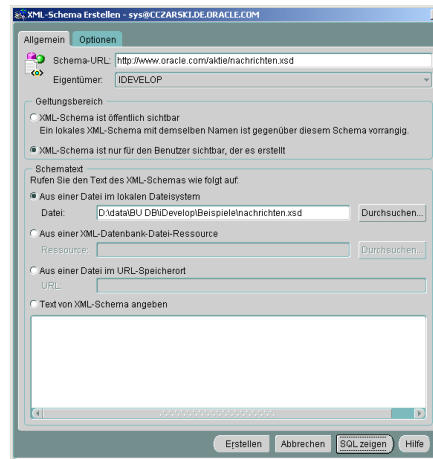 XML-Schema Erstellen - sys@CCZARSKI.DE.ORACLE.COM
Allgemein Optionen
Schema-URL: http://www.oracle.com/aktie/nachrichten.xsd
Eigentümer: IDEVELOP
Geltungsbereich
XML-Schema ist öffentlich sichtbar
Ein lokales XML-Schema mit demselben Namen ist gegenüber diesem Schema vorrangig.
XML-Schema ist nur für den Benutzer sichtbar, der es erstellt
Schematext
Rufen Sie den Text des XML-Schemas wie folgt auf:
Aus einer Datei im lokalen Dateisystem
Datei: D:\data\BU DB\iDevelop\Beispiele\nachrichten.xsd Durchsuchen...
Aus einer XML-Datenbank-Datei-Ressource
Ressource: Durchsuchen...
Aus einer Datei im URL-Speicherort
URL:
Text von XML-Schema angeben
Erstellen Abbrechen SQL zeigen Hilfe